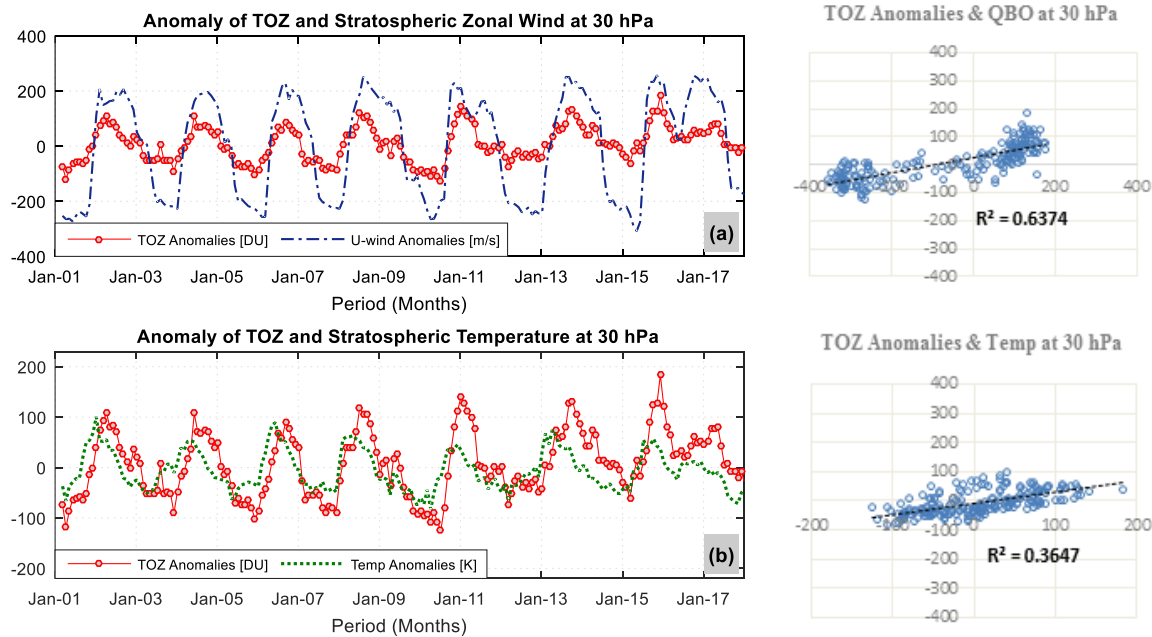 Anomaly of TOZ and Stratospheric Zonal Wind at 30 hPa
400
200
0
-200
-400
TOZ Anomalies [DU]
U-wind Anomalies [m/s]
(a)
Jan-01
Jan-03
Jan-05
Jan-07
Jan-09
Jan-11
Jan-13
Jan-15
Jan-17
Period (Months)
TOZ Anomalies & QBO at 30 hPa
400
300
200
100
0
-100
-200
-300
-400
-400
-200
0
200
400
R² = 0.6374
Anomaly of TOZ and Stratospheric Temperature at 30 hPa
200
100
0
-100
-200
TOZ Anomalies [DU]
Temp Anomalies [K]
(b)
Jan-01
Jan-03
Jan-05
Jan-07
Jan-09
Jan-11
Jan-13
Jan-15
Jan-17
Period (Months)
TOZ Anomalies & Temp at 30 hPa
400
300
200
100
0
-100
-200
-300
-400
-200
-100
0
100
200
R² = 0.3647